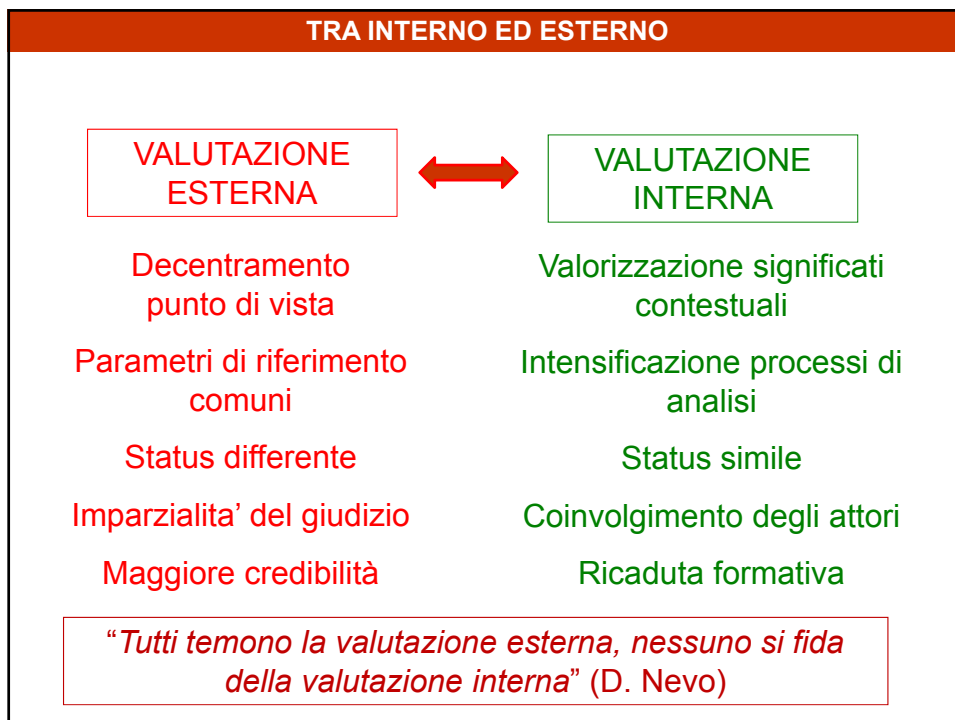 TRA INTERNO ED ESTERNO
VALUTAZIONE
ESTERNA
Decentramento
punto di vista
Parametri di riferimento
comuni
Status differente
Imparzialita’ del giudizio
Maggiore credibilità
VALUTAZIONE
INTERNA
Valorizzazione significati
contestuali
Intensificazione processi di
analisi
Status simile
Coinvolgimento degli attori
Ricaduta formativa
“Tutti temono la valutazione esterna, nessuno si fida
della valutazione interna” (D. Nevo)